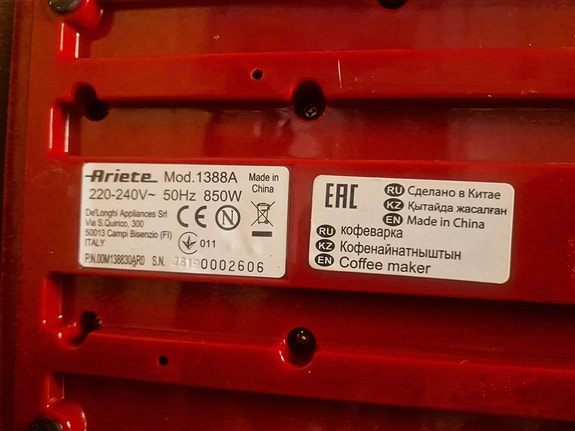 Ariete Mod.1388A Made in China
220-240V~ 50Hz 850W
De'Longhi Appliances Srl
Via S.Quirico, 300
50013 Campi Bisenzio (FI)
ITALY
CE N
011
P.N.00M138830AR0 S.N. 0002606
EAC
RU Сделано в Китае
KZ Қытайда жасалған
EN Made in China
RU кофеварка
KZ Кофенайнатныштын
EN Coffee maker